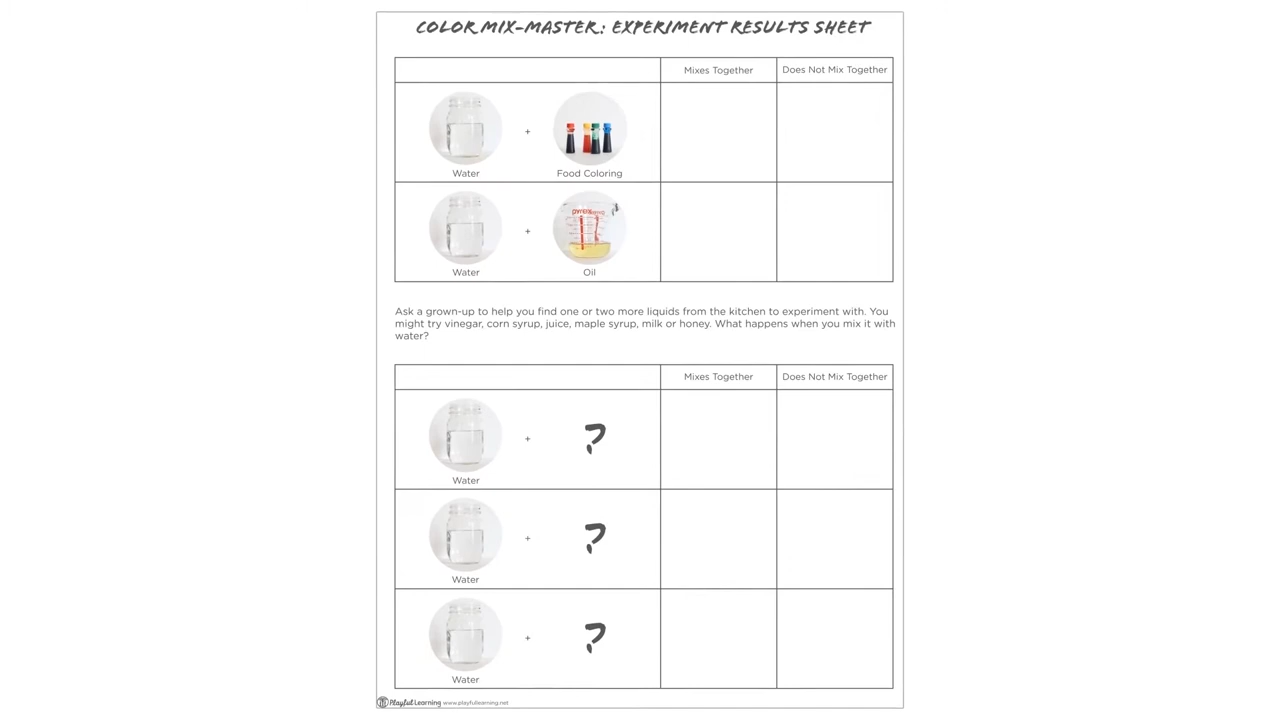 COLOR MIX-MASTER: EXPERIMENT RESULTS SHEET
Mixes Together
Does Not Mix Together
+
Water
Food Coloring
pyrex
+
Water
Oil
Ask a grown-up to help you find one or two more liquids from the kitchen to experiment with. You
might try vinegar, corn syrup, juice, maple syrup, milk or honey. What happens when you mix it with
water?
Mixes Together
Does Not Mix Together
+ ?
Water
+ ?
Water
+ ?
Water
Playful Learning www.playfullearning.net